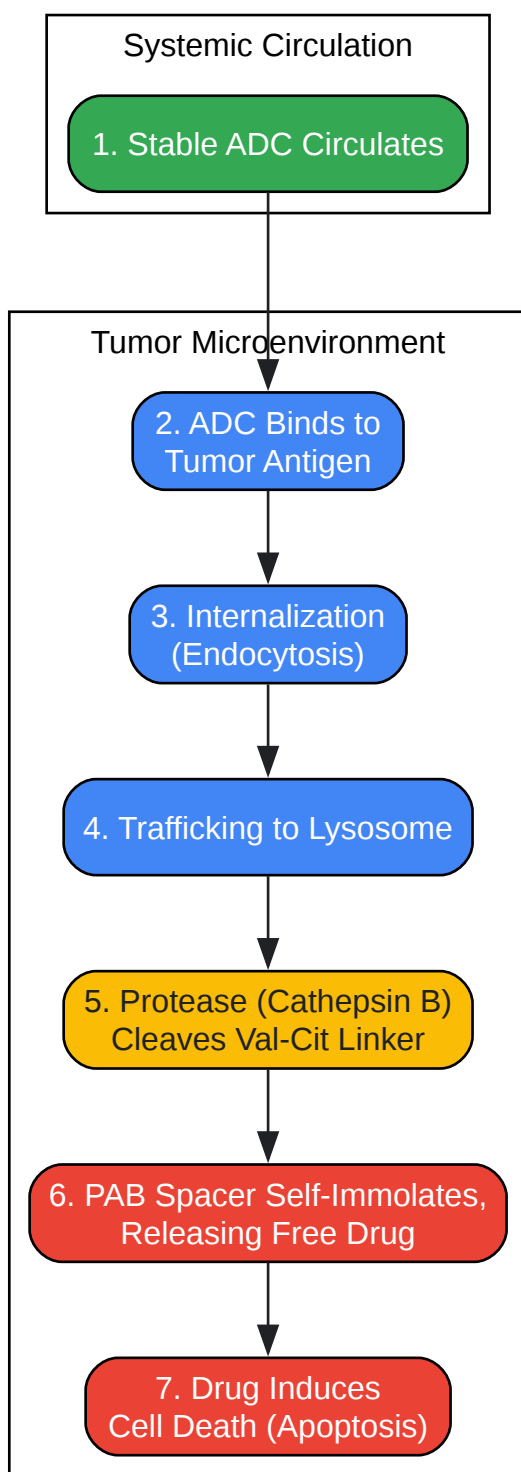 Systemic Circulation
1. Stable ADC Circulates
Tumor Microenvironment
2. ADC Binds to
Tumor Antigen
3. Internalization
(Endocytosis)
4. Trafficking to Lysosome
5. Protease (Cathepsin B)
Cleaves Val-Cit Linker
6. PAB Spacer Self-Immolates,
Releasing Free Drug
7. Drug Induces
Cell Death (Apoptosis)